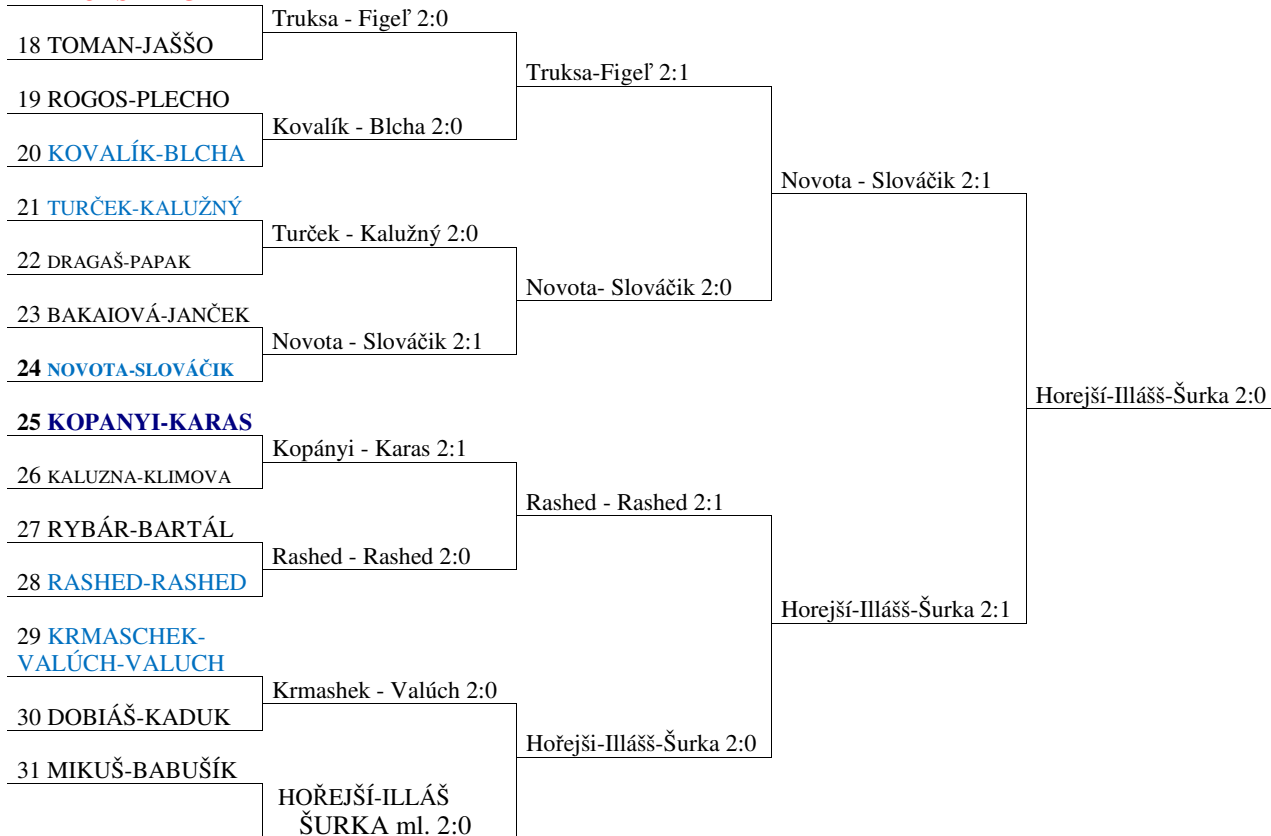 Truksa - Figeľ 2:0
18 TOMAN-JAŠŠO
Truksa-Figeľ 2:1
19 ROGOS-PLECHO
Kovalík - Blcha 2:0
20 KOVALÍK-BLCHA
Novota - Slováčik 2:1
21 TURČEK-KALUŽNÝ
Turček - Kalužný 2:0
22 DRAGAŠ-PAPAK
Novota- Slováčik 2:0
23 BAKAIOVÁ-JANČEK
Novota - Slováčik 2:1
24 NOVOTA-SLOVÁČIK
Horejší-Illášš-Šurka 2:0
25 KOPANYI-KARAS
Kopányi - Karas 2:1
26 KALUZNA-KLIMOVA
Rashed - Rashed 2:1
27 RYBÁR-BARTÁL
Rashed - Rashed 2:0
28 RASHED-RASHED
Horejší-Illášš-Šurka 2:1
29 KRMASCHEK-
VALÚCH-VALUCH
Krmashek - Valúch 2:0
30 DOBIÁŠ-KADUK
Hořejši-Illášš-Šurka 2:0
31 MIKUŠ-BABUŠÍK
HOŘEJŠÍ-ILLÁŠ
ŠURKA ml. 2:0